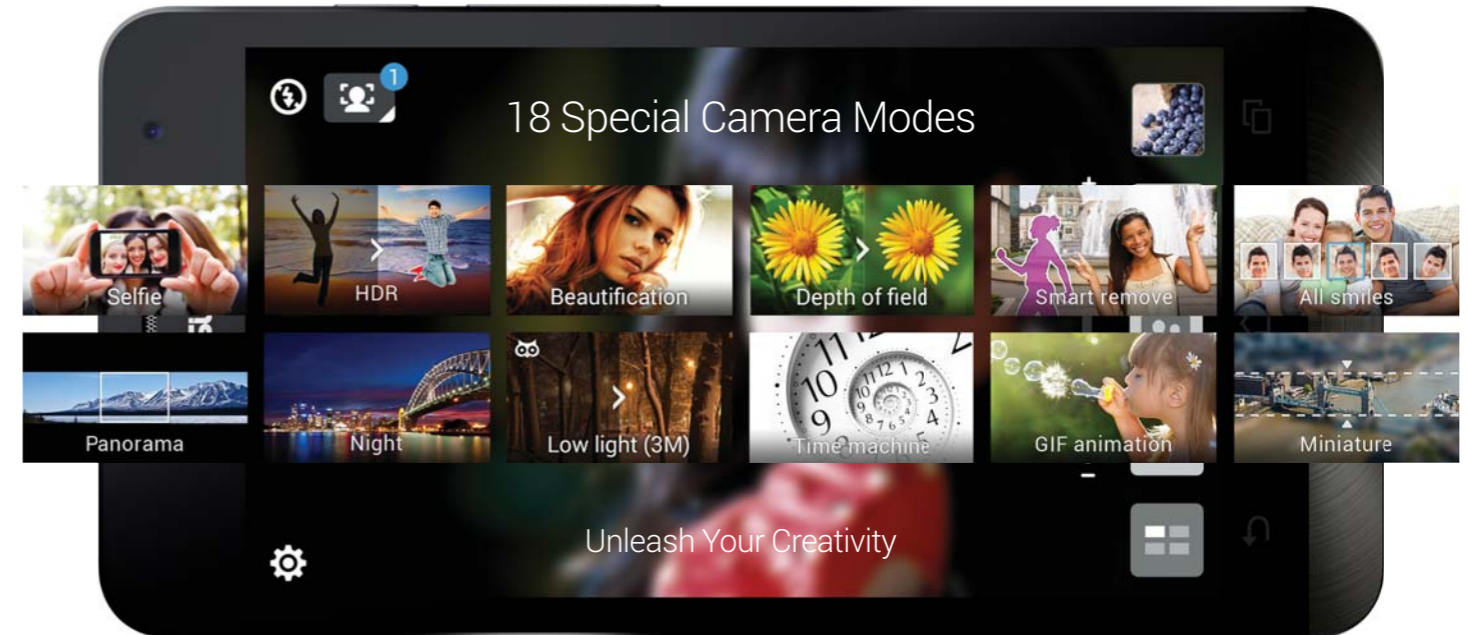 1
18 Special Camera Modes
Selfie
HDR
Beautification
Depth of field
Smart remove
All smiles
Panorama
Night
Low light (3M)
Time machine
GIF animation
Miniature
Unleash Your Creativity